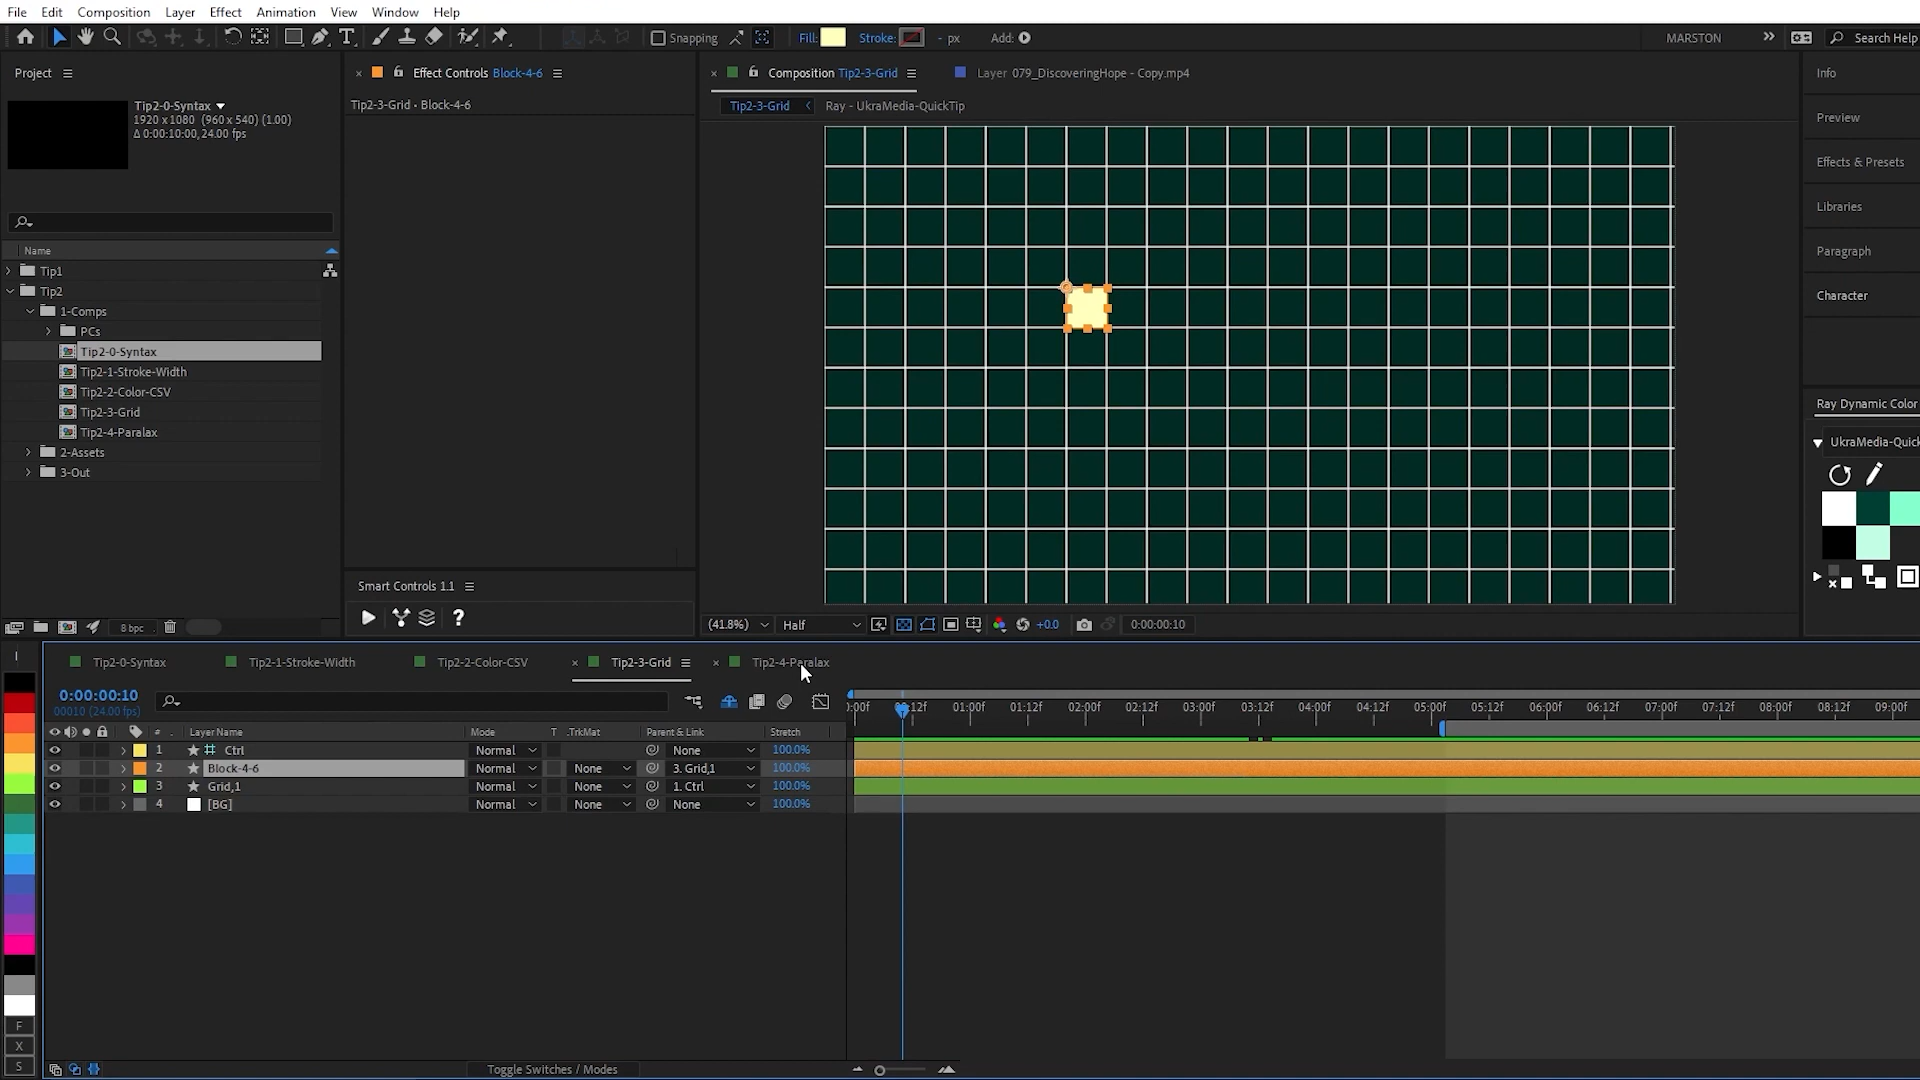 File Edit Composition Layer Effect Animation View Window Help
Snapping Fill: Stroke: - px Add: MARSTON Search Help
Project
Tip2-0-Syntax
1920 x 1080 (960 x 540) (1.00)
Δ 0:00:10:00, 24.00 fps
Name
Tip1
Tip2
1-Comps
PCs
Tip2-0-Syntax
Tip2-1-Stroke-Width
Tip2-2-Color-CSV
Tip2-3-Grid
Tip2-4-Paralax
2-Assets
3-Out
8 bpc
Effect Controls Block-4-6
Tip2-3-Grid • Block-4-6
Smart Controls 1.1
?
Composition Tip2-3-Grid Layer 079_DiscoveringHope - Copy.mp4
Tip2-3-Grid Ray - UkraMedia-QuickTip
(41.8%) Half +0.0 0:00:00:10
Info
Preview
Effects & Presets
Libraries
Paragraph
Character
Ray Dynamic Color
UkraMedia-Quick
Tip2-0-Syntax Tip2-1-Stroke-Width Tip2-2-Color-CSV Tip2-3-Grid Tip2-4-Paralax
0:00:00:10
00010 (24.00 fps)
# Layer Name Mode T .TrkMat Parent & Link Stretch
1 Ctrl Normal None 100.0%
2 Block-4-6 Normal None 3. Grid,1 100.0%
3 Grid,1 Normal None 1. Ctrl 100.0%
4 [BG] Normal None None 100.0%
01:00f 01:12f 02:00f 02:12f 03:00f 03:12f 04:00f 04:12f 05:00f 05:12f 06:00f 06:12f 07:00f 07:12f 08:00f 08:12f 09:00f
F
X
S
Toggle Switches / Modes